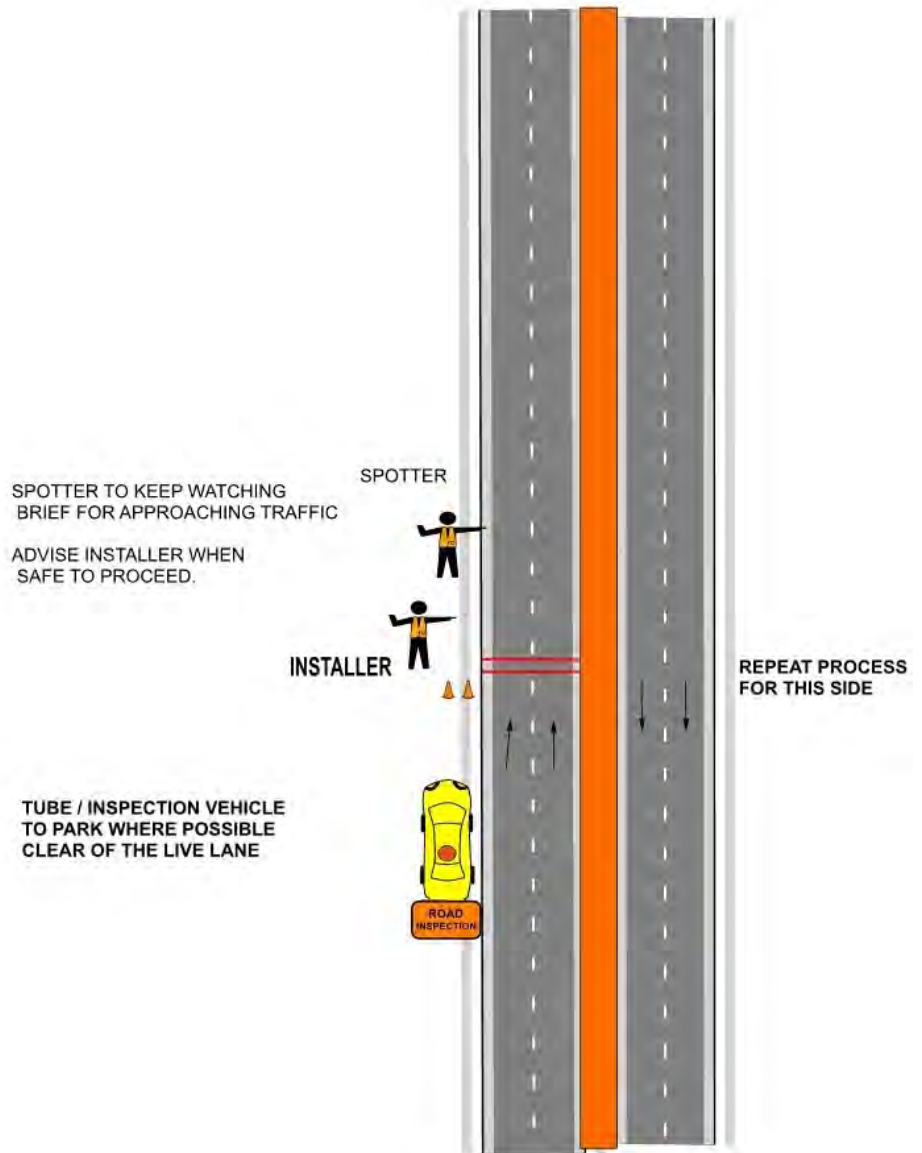 SPOTTER
SPOTTER TO KEEP WATCHING
BRIEF FOR APPROACHING TRAFFIC
ADVISE INSTALLER WHEN
SAFE TO PROCEED.
INSTALLER
REPEAT PROCESS
FOR THIS SIDE
TUBE / INSPECTION VEHICLE
TO PARK WHERE POSSIBLE
CLEAR OF THE LIVE LANE
ROAD
INSPECTION